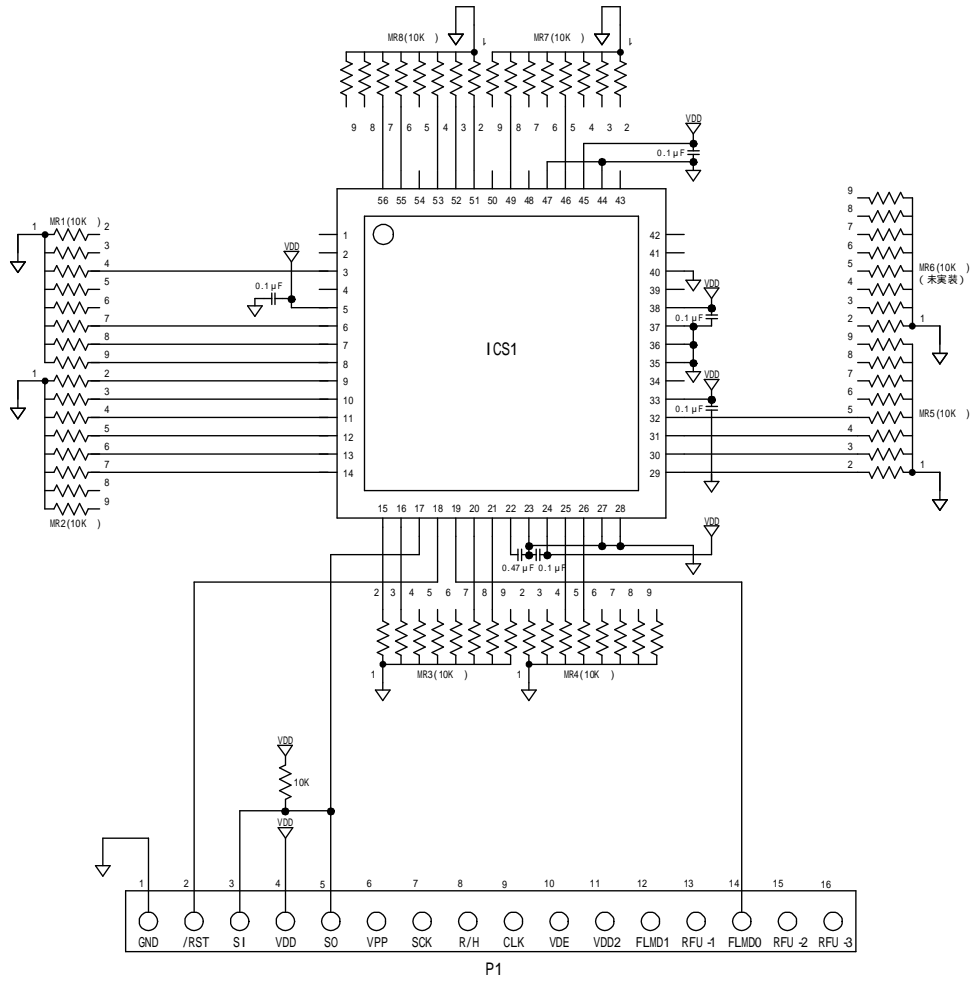 MR8(10K    )
1
MR7(10K    )
1
9 8 7 6 5 4 3 2
9 8 7 6 5 4 3 2
VDD
0.1μF
56 55 54 53 52 51 50 49 48 47 46 45 44 43
1
MR1(10K    )
2
3
4
5
6
7
8
9
1
2
3
4
5
6
7
8
9
MR2(10K    )
VDD
0.1μF
1
2
3
4
5
6
7
8
9
10
11
12
13
14
ICS1
42
41
40
39
38
37
36
35
34
33
32
31
30
29
VDD
0.1μF
VDD
0.1μF
9
8
7
6
5
4
3
2
MR6(10K    )
(未実装)
1
9
8
7
6
5
4
3
2
MR5(10K    )
1
15 16 17 18 19 20 21 22 23 24 25 26 27 28
VDD
0.47μF 0.1μF
2 3 4 5 6 7 8 9 2 3 4 5 6 7 8 9
1
MR3(10K    )
1
MR4(10K    )
VDD
10K
VDD
1 2 3 4 5 6 7 8 9 10 11 12 13 14 15 16
GND /RST SI VDD SO VPP SCK R/H CLK VDE VDD2 FLMD1 RFU-1 FLMD0 RFU-2 RFU-3
P1